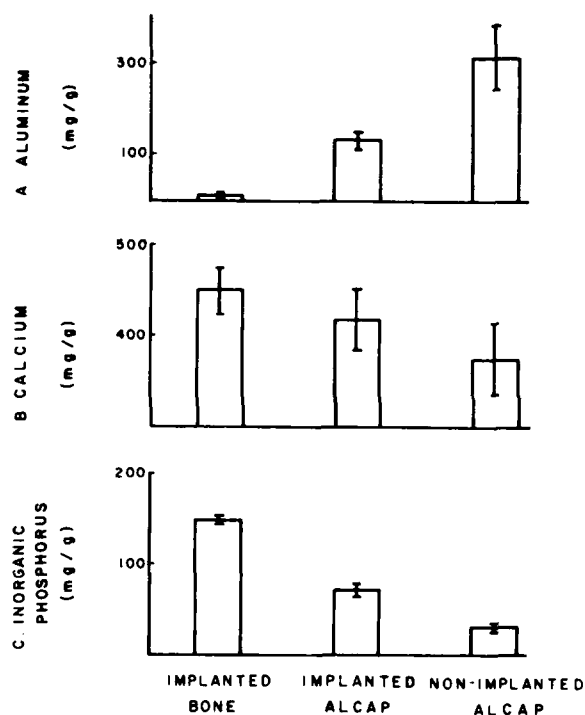 A ALUMINUM
(mg/g)
300
100
B CALCIUM
(mg/g)
500
400
C. INORGANIC
PHOSPHORUS
(mg/g)
200
100
IMPLANTED
BONE
IMPLANTED
ALCAP
NON-IMPLANTED
ALCAP